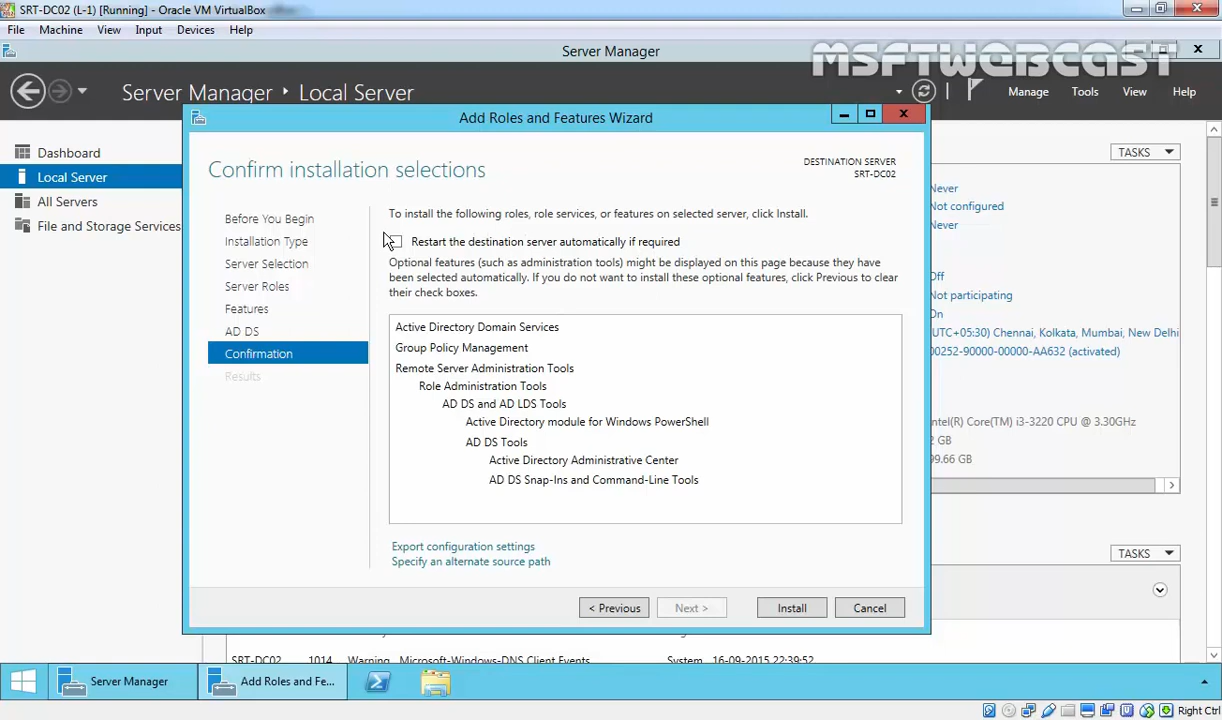 SRT-DC02 (L-1) [Running] - Oracle VM VirtualBox
File Machine View Input Devices Help
Server Manager
MSFTWEBCAST
Server Manager Local Server
Manage Tools View Help
Add Roles and Features Wizard
Dashboard
Local Server
All Servers
File and Storage Services
TASKS
Confirm installation selections
DESTINATION SERVER
SRT-DC02
Before You Begin
Installation Type
Server Selection
Server Roles
Features
AD DS
Confirmation
Results
To install the following roles, role services, or features on selected server, click Install.
Restart the destination server automatically if required
Optional features (such as administration tools) might be displayed on this page because they have
been selected automatically. If you do not want to install these optional features, click Previous to clear
their check boxes.
Active Directory Domain Services
Group Policy Management
Remote Server Administration Tools
Role Administration Tools
AD DS and AD LDS Tools
Active Directory module for Windows PowerShell
AD DS Tools
Active Directory Administrative Center
AD DS Snap-Ins and Command-Line Tools
Export configuration settings
Specify an alternate source path
< Previous Next > Install Cancel
Never
Not configured
Never
Off
Not participating
On
(UTC+05:30) Chennai, Kolkata, Mumbai, New Delhi
00252-90000-00000-AA632 (activated)
Intel(R) Core(TM) i3-3220 CPU @ 3.30GHz
2 GB
99.66 GB
TASKS
SRT-DC02 1014 Warning Microsoft-Windows-DNS Client Events System 16-09-2015 22:39:52
Server Manager
Add Roles and Fe...
Right Ctrl